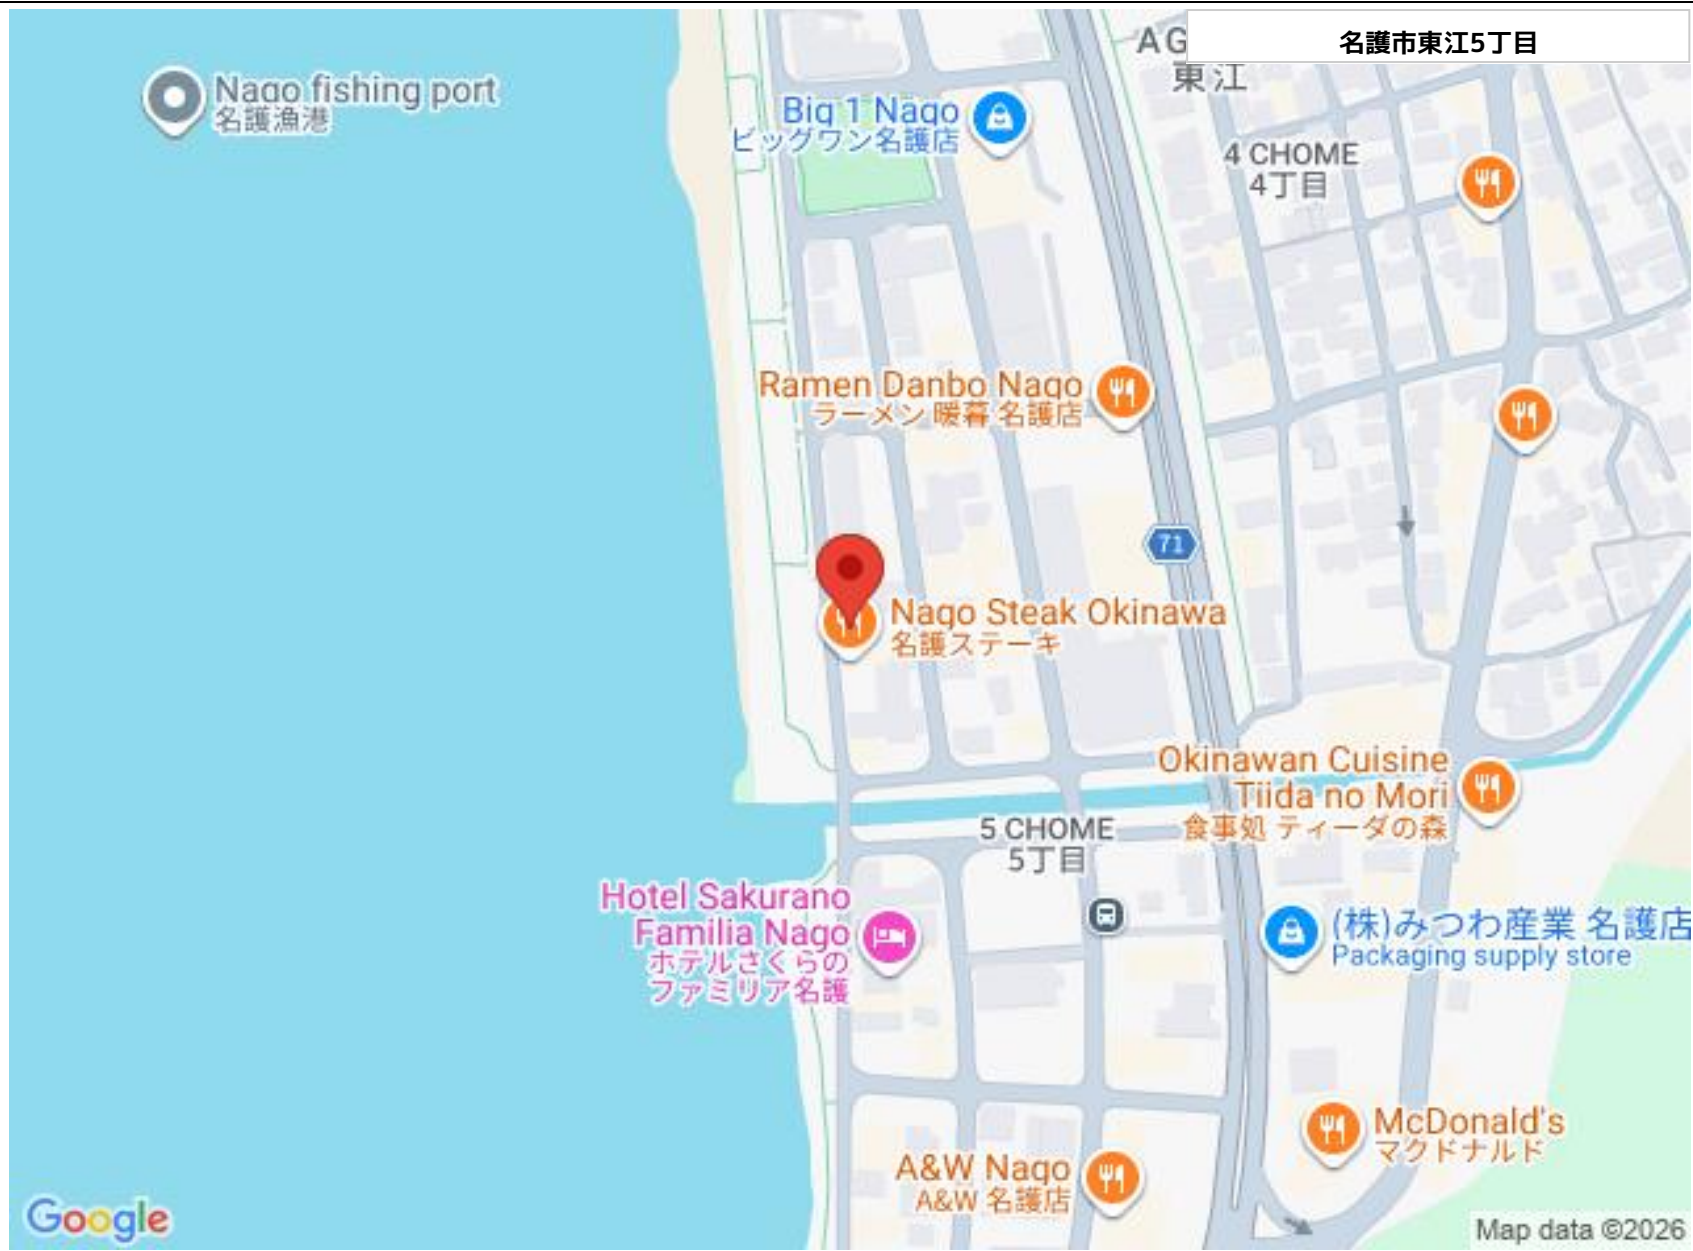 名護市東江5丁目
Nago fishing port
名護漁港
AG
東江
Big 1 Nago
ビッグワン名護店
4 CHOME
4丁目
Ramen Danbo Nago
ラーメン 暖暮 名護店
71
Nago Steak Okinawa
名護ステーキ
Okinawan Cuisine
Tiida no Mori
食事処 ティーダの森
5 CHOME
5丁目
Hotel Sakurano
Familia Nago
ホテルさくらの
ファミリア名護
(株)みつわ産業 名護店
Packaging supply store
McDonald's
マクドナルド
A&W Nago
A&W 名護店
Google
Map data ©2026